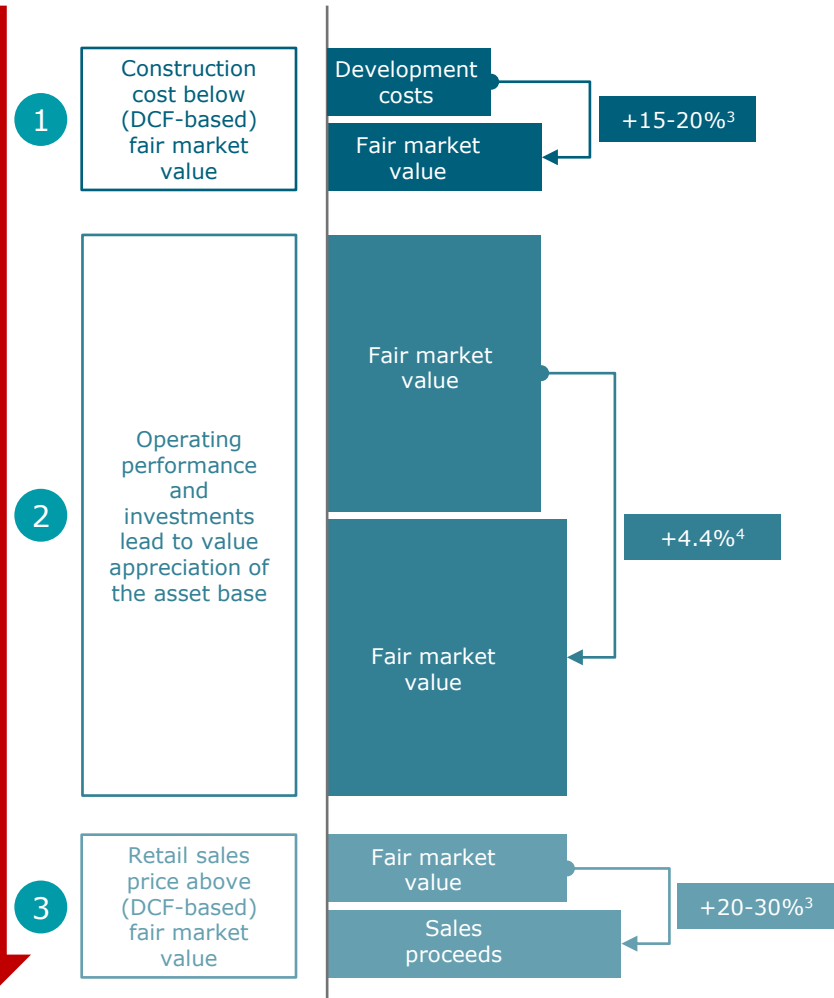 1
Construction
cost below
(DCF-based)
fair market
value
Development
costs
Fair market
value
+15-20%³
2
Operating
performance
and
investments
lead to value
appreciation of
the asset base
Fair market
value
Fair market
value
+4.4%⁴
3
Retail sales
price above
(DCF-based)
fair market
value
Fair market
value
Sales
proceeds
+20-30%³